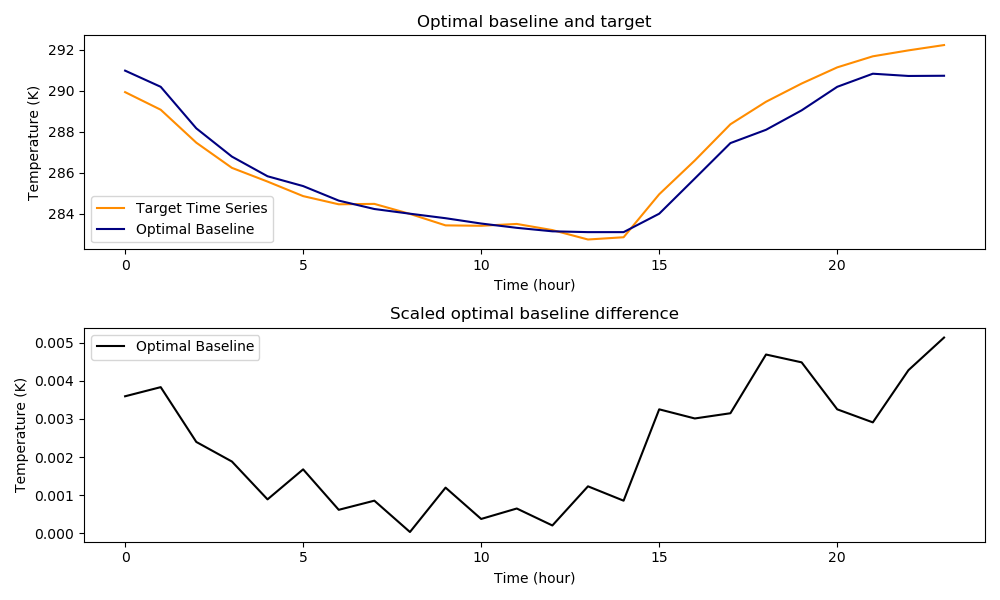 Optimal baseline and target
Temperature (K)
292
290
288
286
284
Target Time Series
Optimal Baseline
0 5 10 15 20
Time (hour)
Scaled optimal baseline difference
Temperature (K)
0.005
0.004
0.003
0.002
0.001
0.000
Optimal Baseline
0 5 10 15 20
Time (hour)